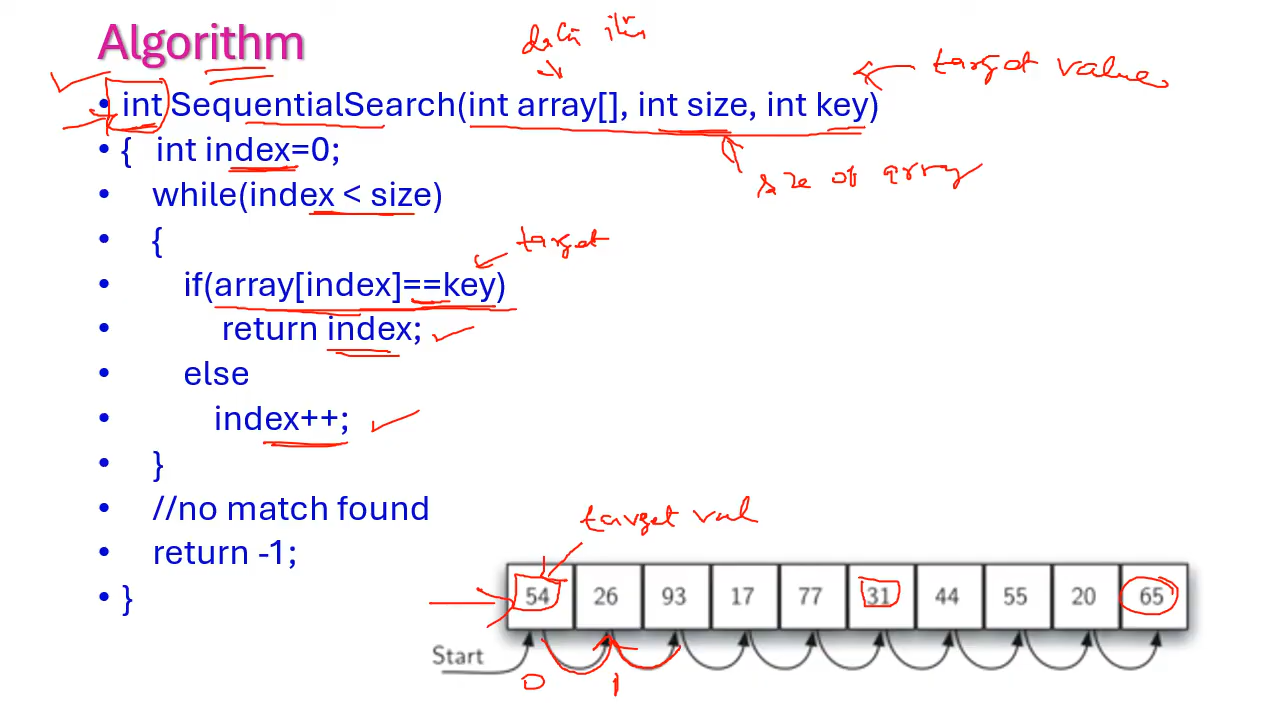 Algorithm
data item
target value
• int SequentialSearch(int array[], int size, int key)
• { int index=0;
size of array
• while(index < size)
• {
target
• if(array[index]==key)
• return index;
• else
• index++;
• }
• //no match found
target val
• return -1;
• }
54 26 93 17 77 31 44 55 20 65
Start
0 1